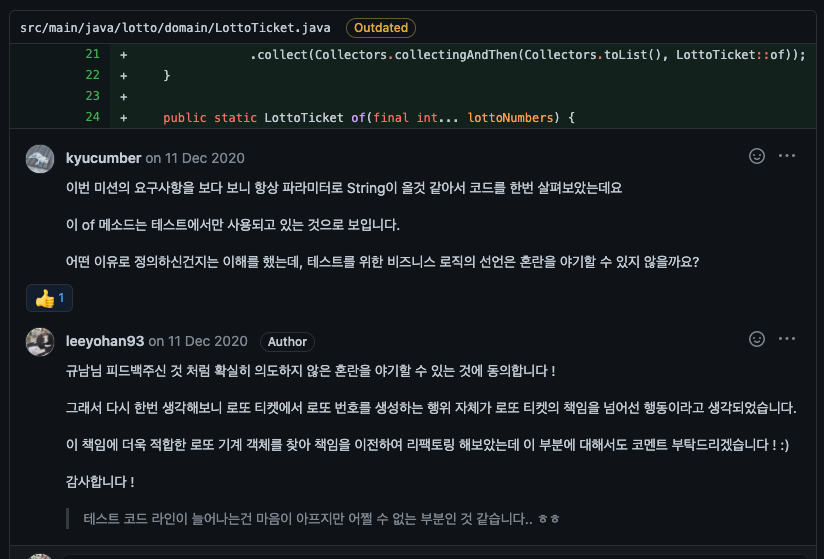 src/main/java/lotto/domain/LottoTicket.java Outdated
21 + .collect(Collectors.collectingAndThen(Collectors.toList(), LottoTicket::of));
22 + }
23 +
24 + public static LottoTicket of(final int... lottoNumbers) {
kyucumber on 11 Dec 2020
이번 미션의 요구사항을 보다 보니 항상 파라미터로 String이 올것 같아서 코드를 한번 살펴보았는데요
이 of 메소드는 테스트에서만 사용되고 있는 것으로 보입니다.
어떤 이유로 정의하신건지는 이해를 했는데, 테스트를 위한 비즈니스 로직의 선언은 혼란을 야기할 수 있지 않을까요?
👍 1
leeyohan93 on 11 Dec 2020 Author
규남님 피드백주신 것 처럼 확실히 의도하지 않은 혼란을 야기할 수 있는 것에 동의합니다 !
그래서 다시 한번 생각해보니 로또 티켓에서 로또 번호를 생성하는 행위 자체가 로또 티켓의 책임을 넘어선 행동이라고 생각되었습니다.
이 책임에 더욱 적합한 로또 기계 객체를 찾아 책임을 이전하여 리팩토링 해보았는데 이 부분에 대해서도 코멘트 부탁드리겠습니다 ! :)
감사합니다 !
테스트 코드 라인이 늘어나는건 마음이 아프지만 어쩔 수 없는 부분인 것 같습니다.. ㅎㅎ